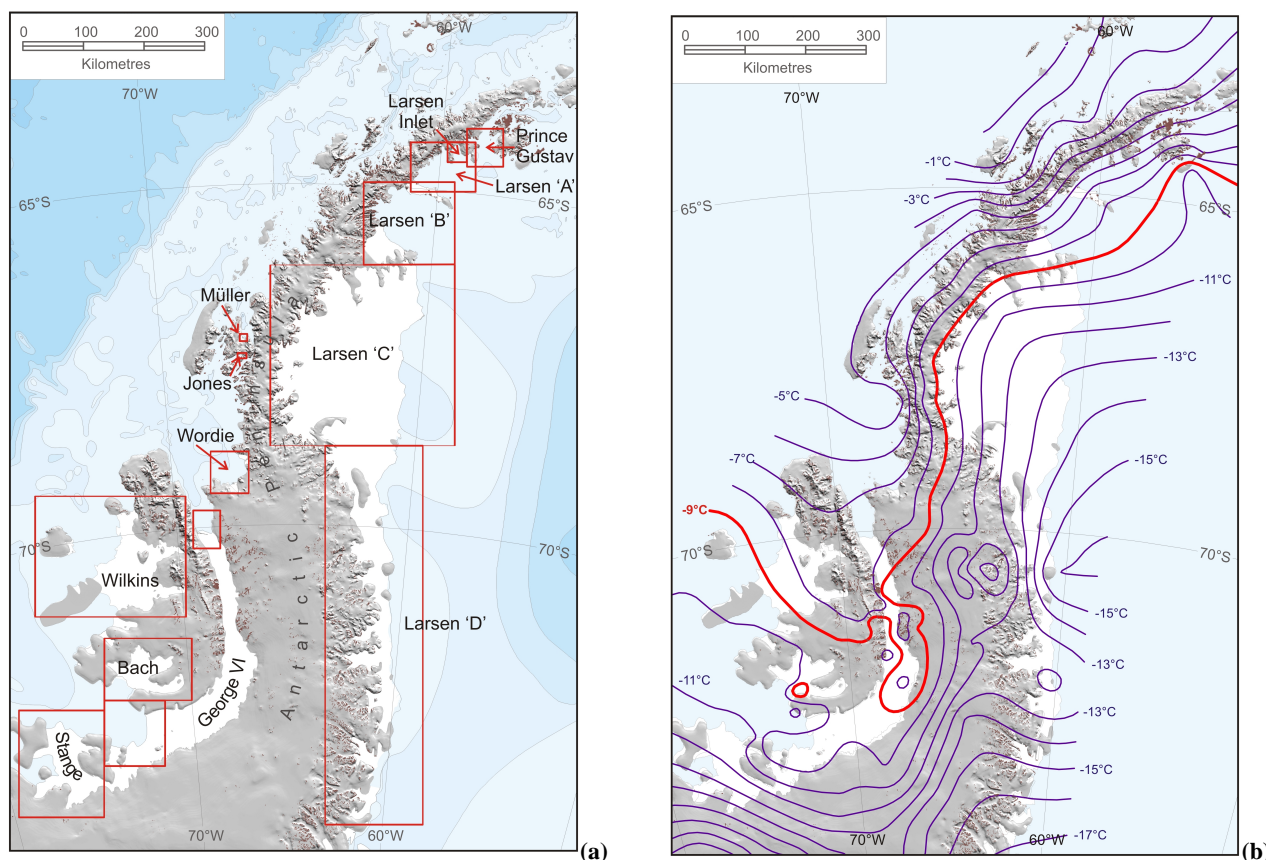 0 100 200 300
Kilometres
60°W
70°W
Larsen
Inlet
Prince
Gustav
Larsen ‘A’
65°S
65°S
Larsen ‘B’
Müller
Larsen ‘C’
Jones
Wordie
Antarctic Peninsula
70°S
70°S
Wilkins
Larsen ‘D’
Bach
George VI
Stange
70°W
60°W
(a)
0 100 200 300
Kilometres
60°W
70°W
-1°C
-3°C
65°S
65°S
-11°C
-13°C
-5°C
-7°C
-15°C
-9°C
70°S
70°S
-15°C
-13°C
-11°C
-13°C
-15°C
70°W
60°W
-17°C
(b)